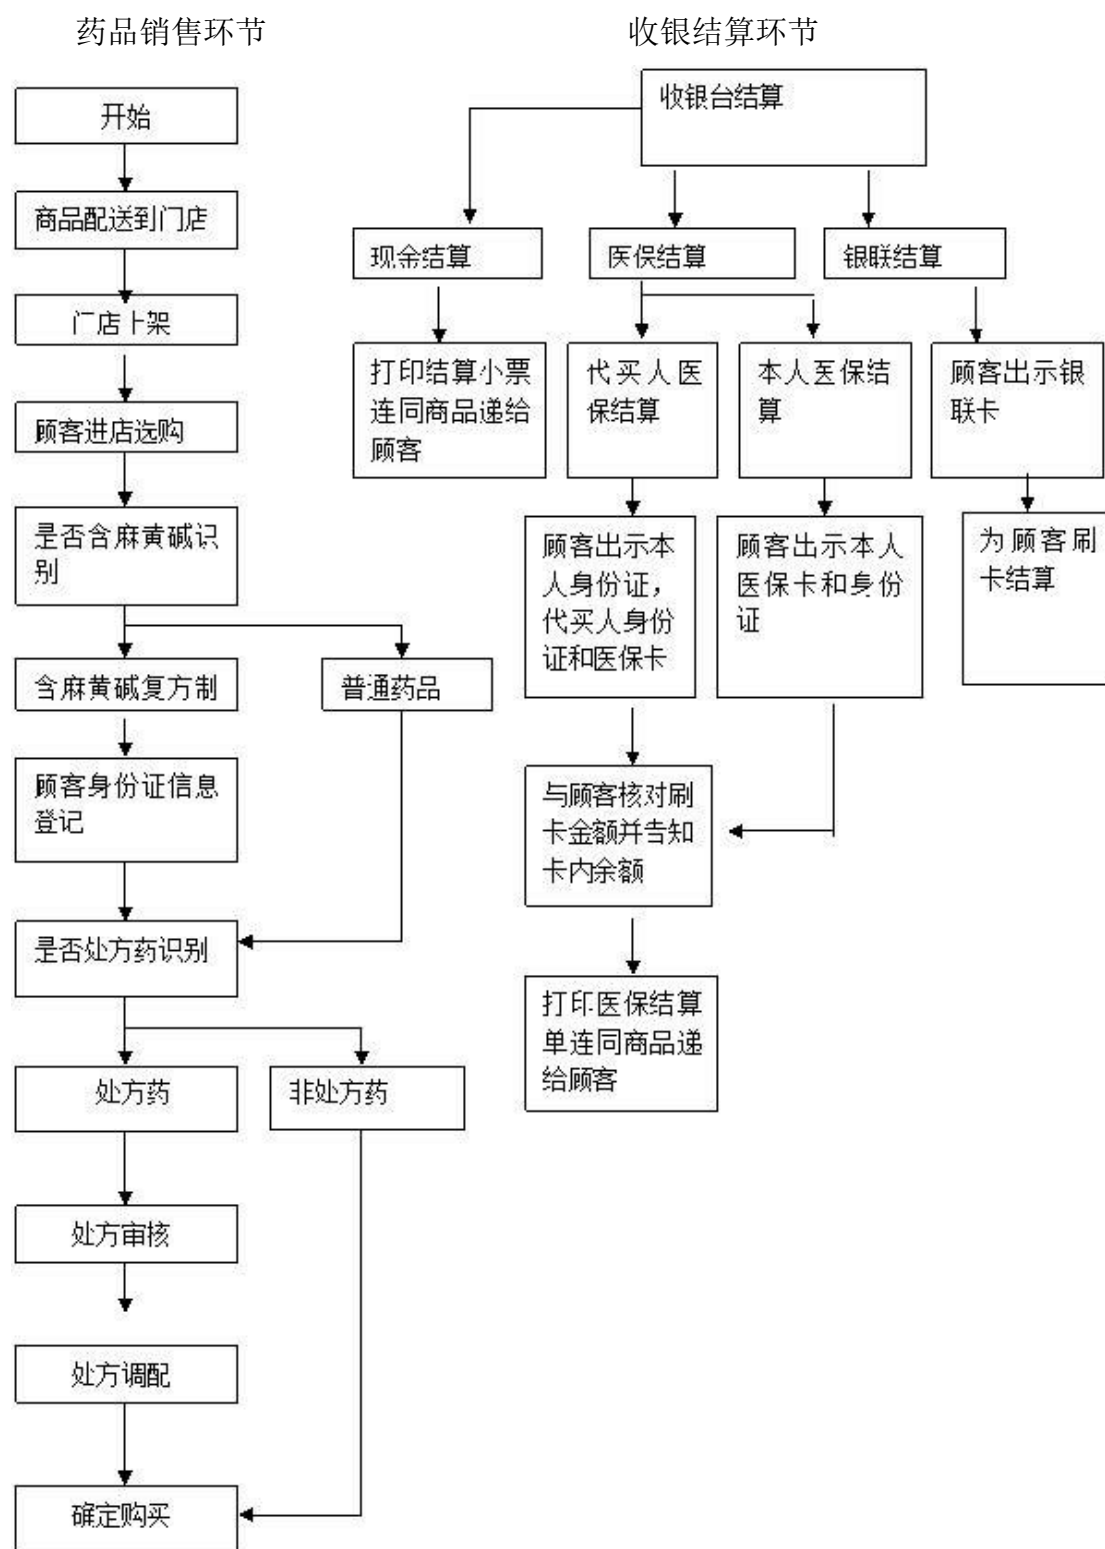 药品销售环节
收银结算环节
开始
商品配送到门店
门店上架
顾客进店选购
是否含麻黄碱识
别
含麻黄碱复方制
普通药品
顾客身份证信息
登记
是否处方药识别
处方药
非处方药
处方审核
处方调配
确定购买
收银台结算
现金结算
医保结算
银联结算
打印结算小票
连同商品递给
顾客
代买人医
保结算
本人医保结
算
顾客出示银
联卡
顾客出示本
人身份证，
代买人身份
证和医保卡
顾客出示本人
医保卡和身份
证
为顾客刷
卡结算
与顾客核对刷
卡金额并告知
卡内余额
打印医保结算
单连同商品递
给顾客